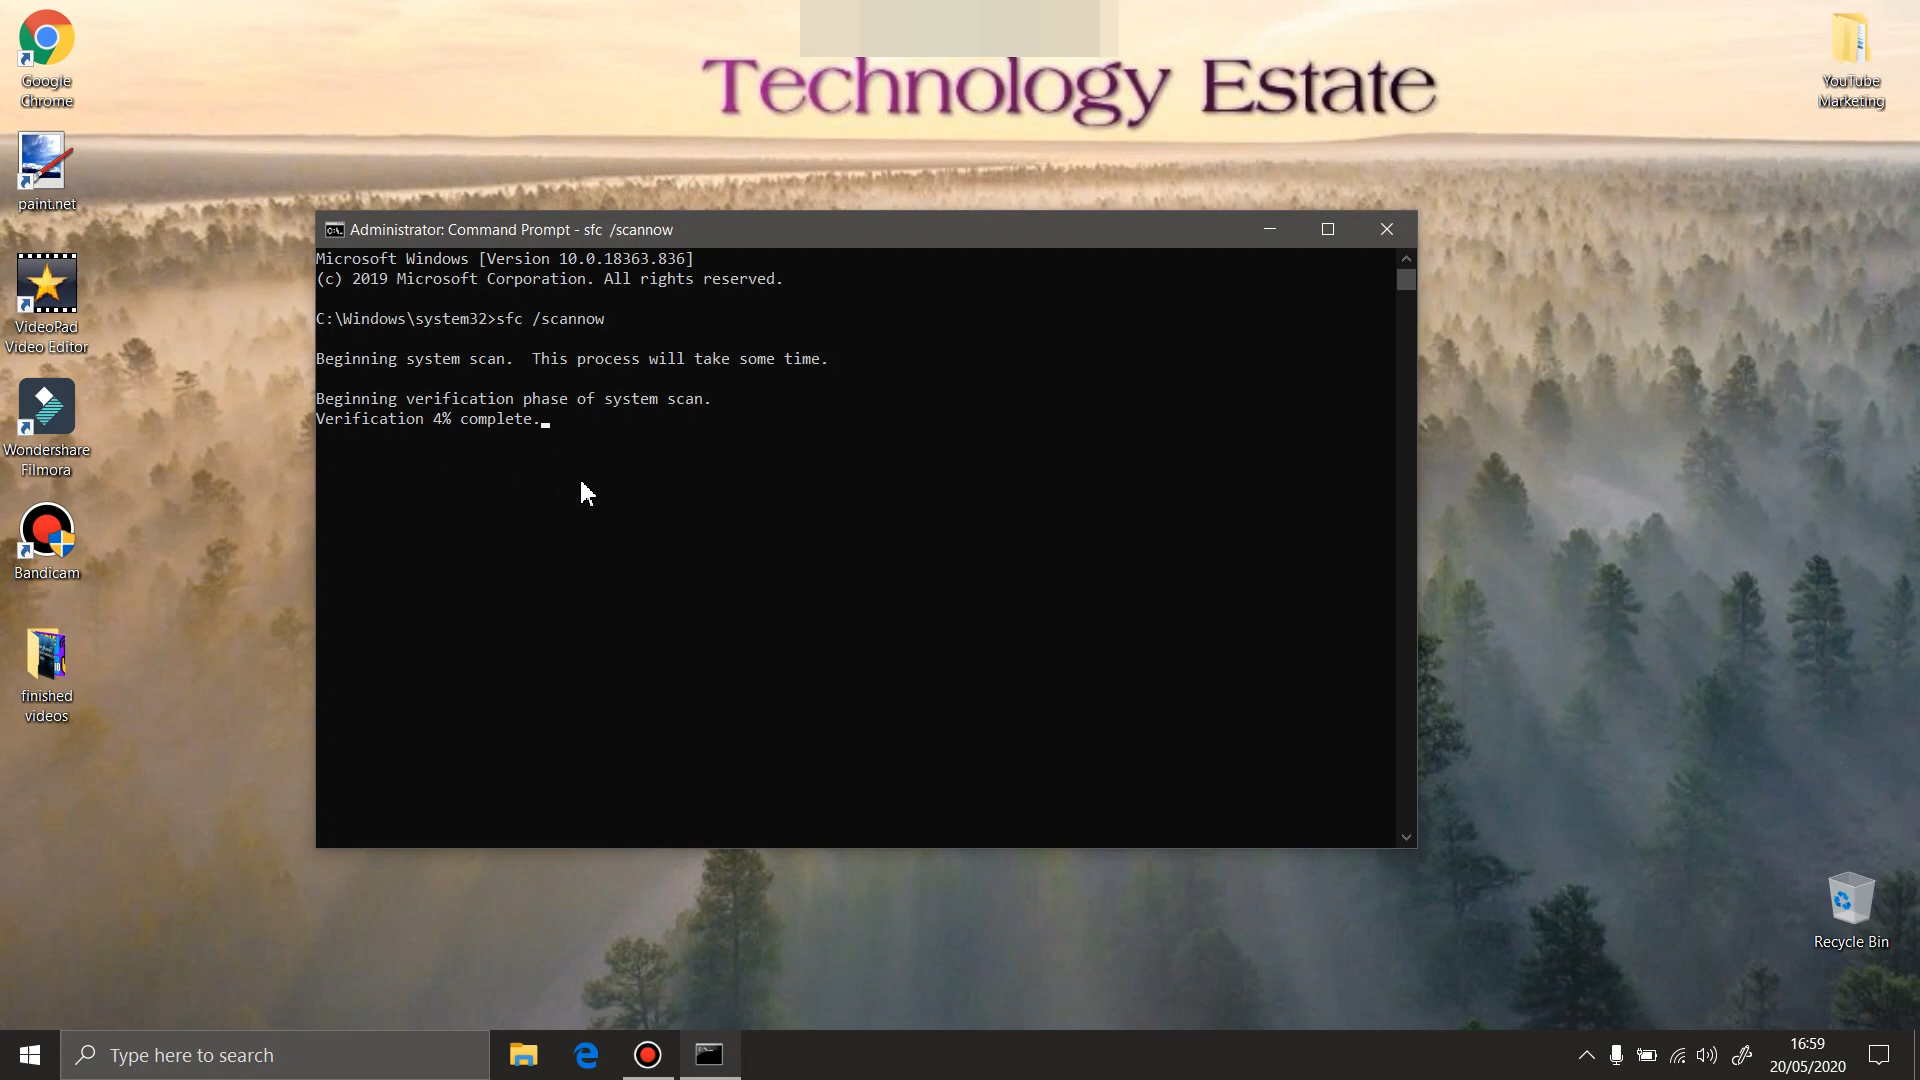 Technology Estate
Google
Chrome
paint.net
VideoPad
Video Editor
Wondershare
Filmora
Bandicam
finished
videos
YouTube
Marketing
Administrator: Command Prompt - sfc  /scannow
Microsoft Windows [Version 10.0.18363.836]
(c) 2019 Microsoft Corporation. All rights reserved.
C:\Windows\system32>sfc /scannow
Beginning system scan.  This process will take some time.
Beginning verification phase of system scan.
Verification 4% complete.
Recycle Bin
Type here to search
16:59
20/05/2020